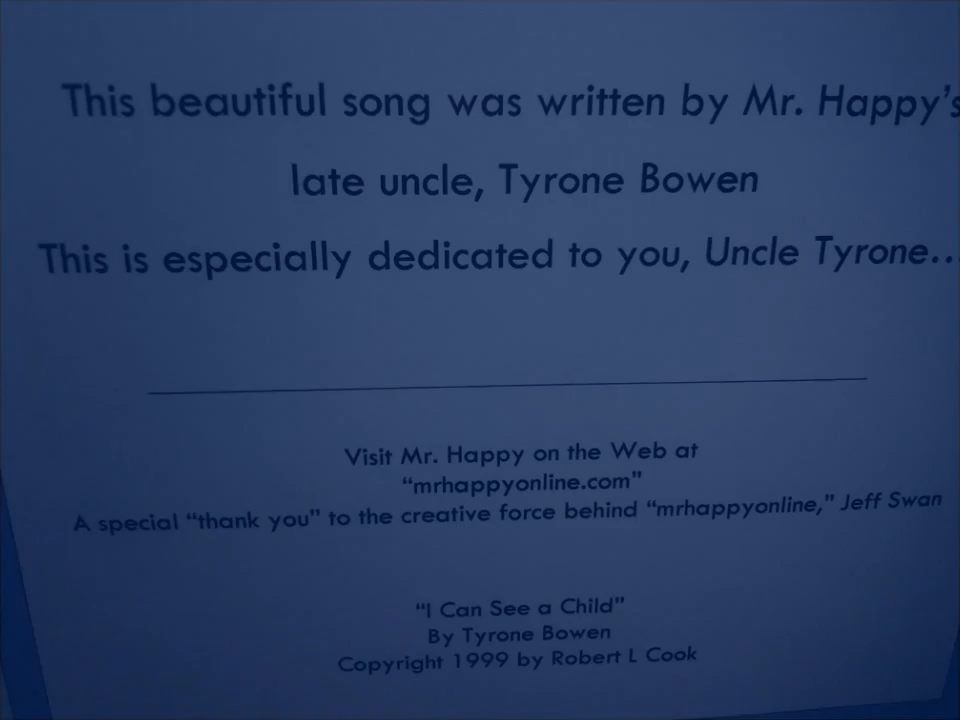 This beautiful song was written by Mr. Happy's
late uncle, Tyrone Bowen
This is especially dedicated to you, Uncle Tyrone...
Visit Mr. Happy on the Web at
“mrhappyonline.com”
A special “thank you” to the creative force behind “mrhappyonline,” Jeff Swan
“I Can See a Child”
By Tyrone Bowen
Copyright 1999 by Robert L Cook